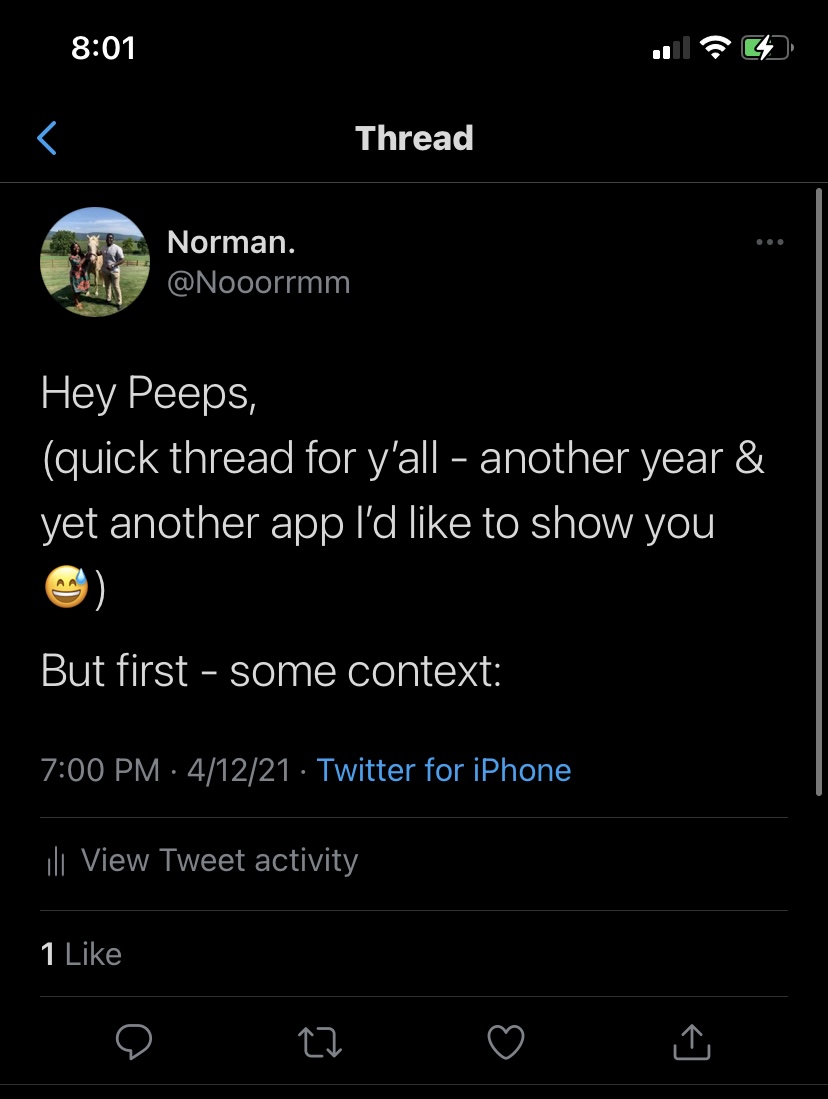 8:01
Thread
Norman.
@Nooorrmm
Hey Peeps,
(quick thread for y’all - another year &
yet another app I’d like to show you
😅)
But first - some context:
7:00 PM · 4/12/21 · Twitter for iPhone
View Tweet activity
1 Like